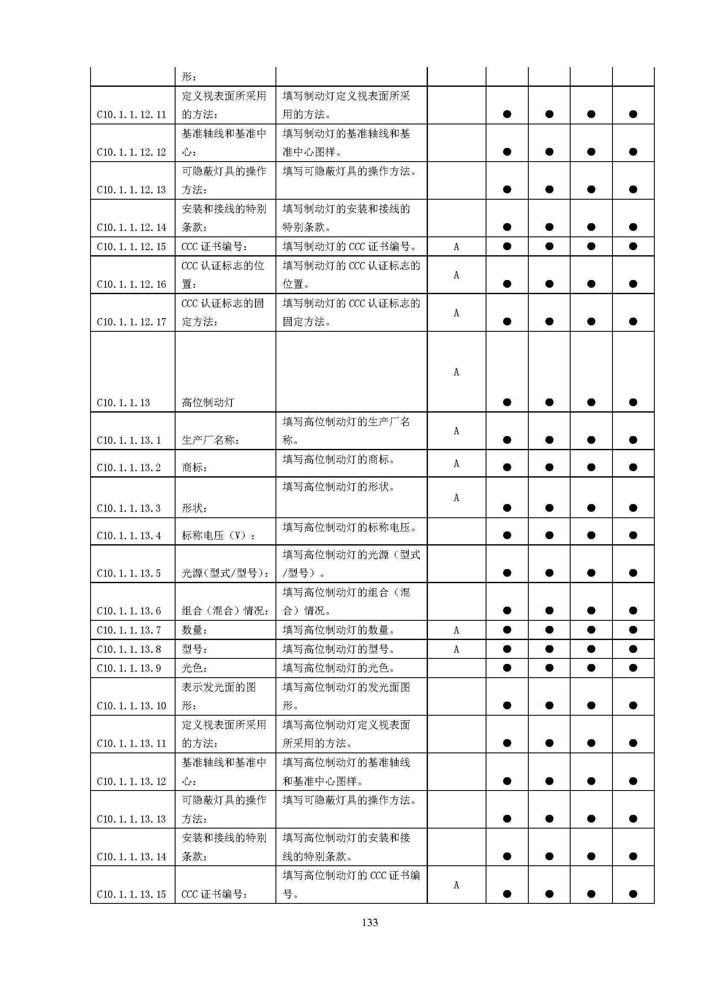 形：
定义视表面所采用 填写制动灯定义视表面所采
C10.1.1.12.11 的方法： 用的方法。 ● ● ● ●
基准轴线和基准中 填写制动灯的基准轴线和基
C10.1.1.12.12 心： 准中心图样。 ● ● ● ●
可隐蔽灯具的操作 填写可隐蔽灯具的操作方法。
C10.1.1.12.13 方法： ● ● ● ●
安装和接线的特别 填写制动灯的安装和接线的
C10.1.1.12.14 条款： 特别条款。 ● ● ● ●
C10.1.1.12.15 CCC 证书编号： 填写制动灯的 CCC 证书编号。 A ● ● ● ●
CCC 认证标志的位 填写制动灯的 CCC 认证标志的 A
C10.1.1.12.16 置： 位置。 ● ● ● ●
CCC 认证标志的固 填写制动灯的 CCC 认证标志的 A
C10.1.1.12.17 定方法： 固定方法。 ● ● ● ●
A
C10.1.1.13 高位制动灯 ● ● ● ●
填写高位制动灯的生产厂名 A
C10.1.1.13.1 生产厂名称： 称。 ● ● ● ●
填写高位制动灯的商标。 A
C10.1.1.13.2 商标： ● ● ● ●
填写高位制动灯的形状。 A
C10.1.1.13.3 形状： ● ● ● ●
填写高位制动灯的标称电压。
C10.1.1.13.4 标称电压（V）： ● ● ● ●
填写高位制动灯的光源（型式
C10.1.1.13.5 光源（型式/型号）： /型号）。 ● ● ● ●
填写高位制动灯的组合（混
C10.1.1.13.6 组合（混合）情况： 合）情况。 ● ● ● ●
C10.1.1.13.7 数量： 填写高位制动灯的数量。 A ● ● ● ●
C10.1.1.13.8 型号： 填写高位制动灯的型号。 A ● ● ● ●
C10.1.1.13.9 光色： 填写高位制动灯的光色。 ● ● ● ●
表示发光面的图 填写高位制动灯的发光面图
C10.1.1.13.10 形： 形。 ● ● ● ●
定义视表面所采用 填写高位制动灯定义视表面
C10.1.1.13.11 的方法： 所采用的方法。 ● ● ● ●
基准轴线和基准中 填写高位制动灯的基准轴线
C10.1.1.13.12 心： 和基准中心图样。 ● ● ● ●
可隐蔽灯具的操作 填写可隐蔽灯具的操作方法。
C10.1.1.13.13 方法： ● ● ● ●
安装和接线的特别 填写高位制动灯的安装和接
C10.1.1.13.14 条款： 线的特别条款。 ● ● ● ●
填写高位制动灯的 CCC 证书编 A
C10.1.1.13.15 CCC 证书编号： 号。 ● ● ● ●
133